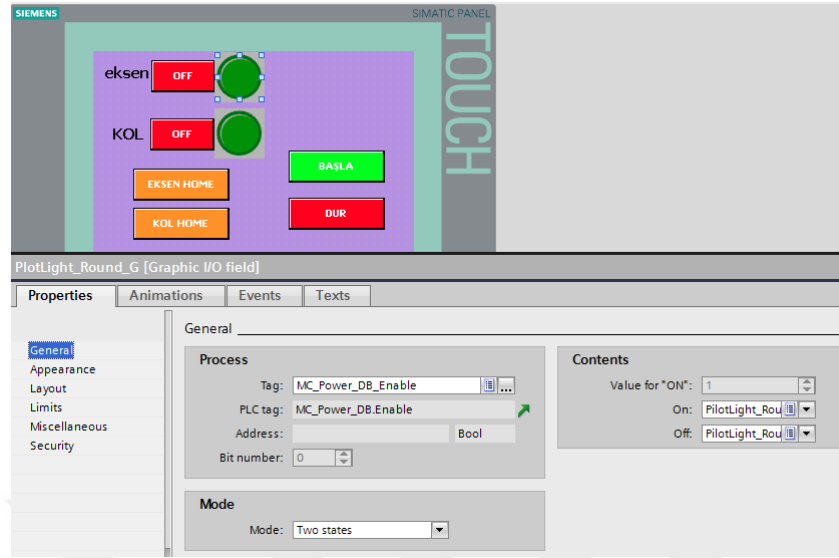 SIEMENS
SIMATIC PANEL
TOUCH
eksen
OFF
KOL
OFF
BAŞLA
EKSEN HOME
DUR
KOL HOME
PlotLight_Round_G [Graphic I/O field]
Properties
Animations
Events
Texts
General
Appearance
Layout
Limits
Miscellaneous
Security
General
Process
Tag: MC_Power_DB_Enable ...
PLC tag: MC_Power_DB.Enable
Address: Bool
Bit number: 0
Mode
Mode: Two states
Contents
Value for "ON": 1
On: PilotLight_Rou
Off: PilotLight_Rou